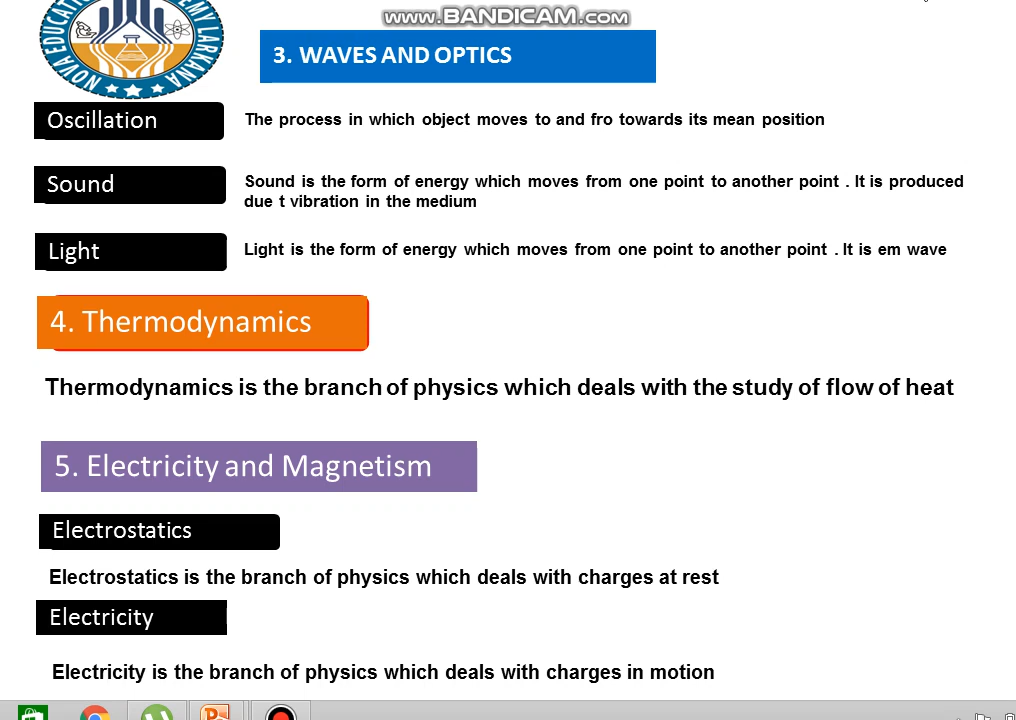 www.BANDICAM.com
NOVA EDUCAT
EMY LARKANA
3. WAVES AND OPTICS
Oscillation
The process in which object moves to and fro towards its mean position
Sound
Sound is the form of energy which moves from one point to another point . It is produced
due t vibration in the medium
Light
Light is the form of energy which moves from one point to another point . It is em wave
4. Thermodynamics
Thermodynamics is the branch of physics which deals with the study of flow of heat
5. Electricity and Magnetism
Electrostatics
Electrostatics is the branch of physics which deals with charges at rest
Electricity
Electricity is the branch of physics which deals with charges in motion